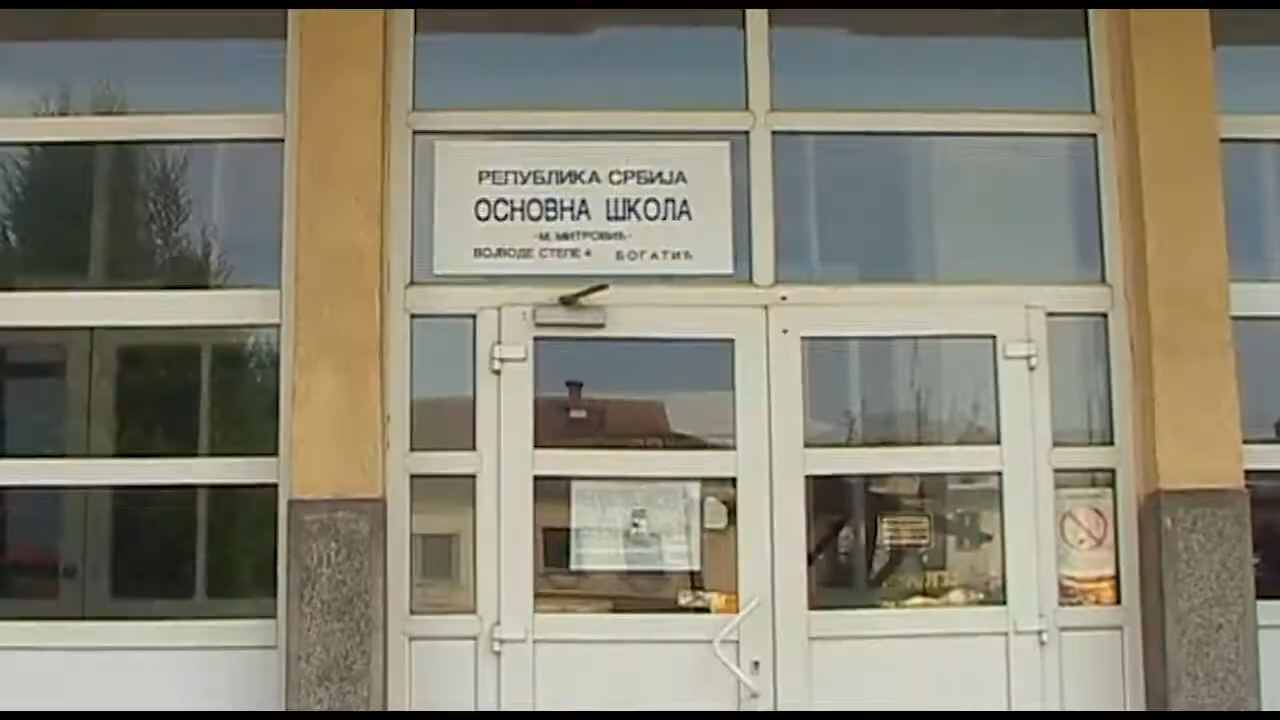 РЕПУБЛИКА СРБИЈА
ОСНОВНА ШКОЛА
-М. МИТРОВИЋ-
ВОЈВОДЕ СТЕПЕ 4 БОГАТИЋ